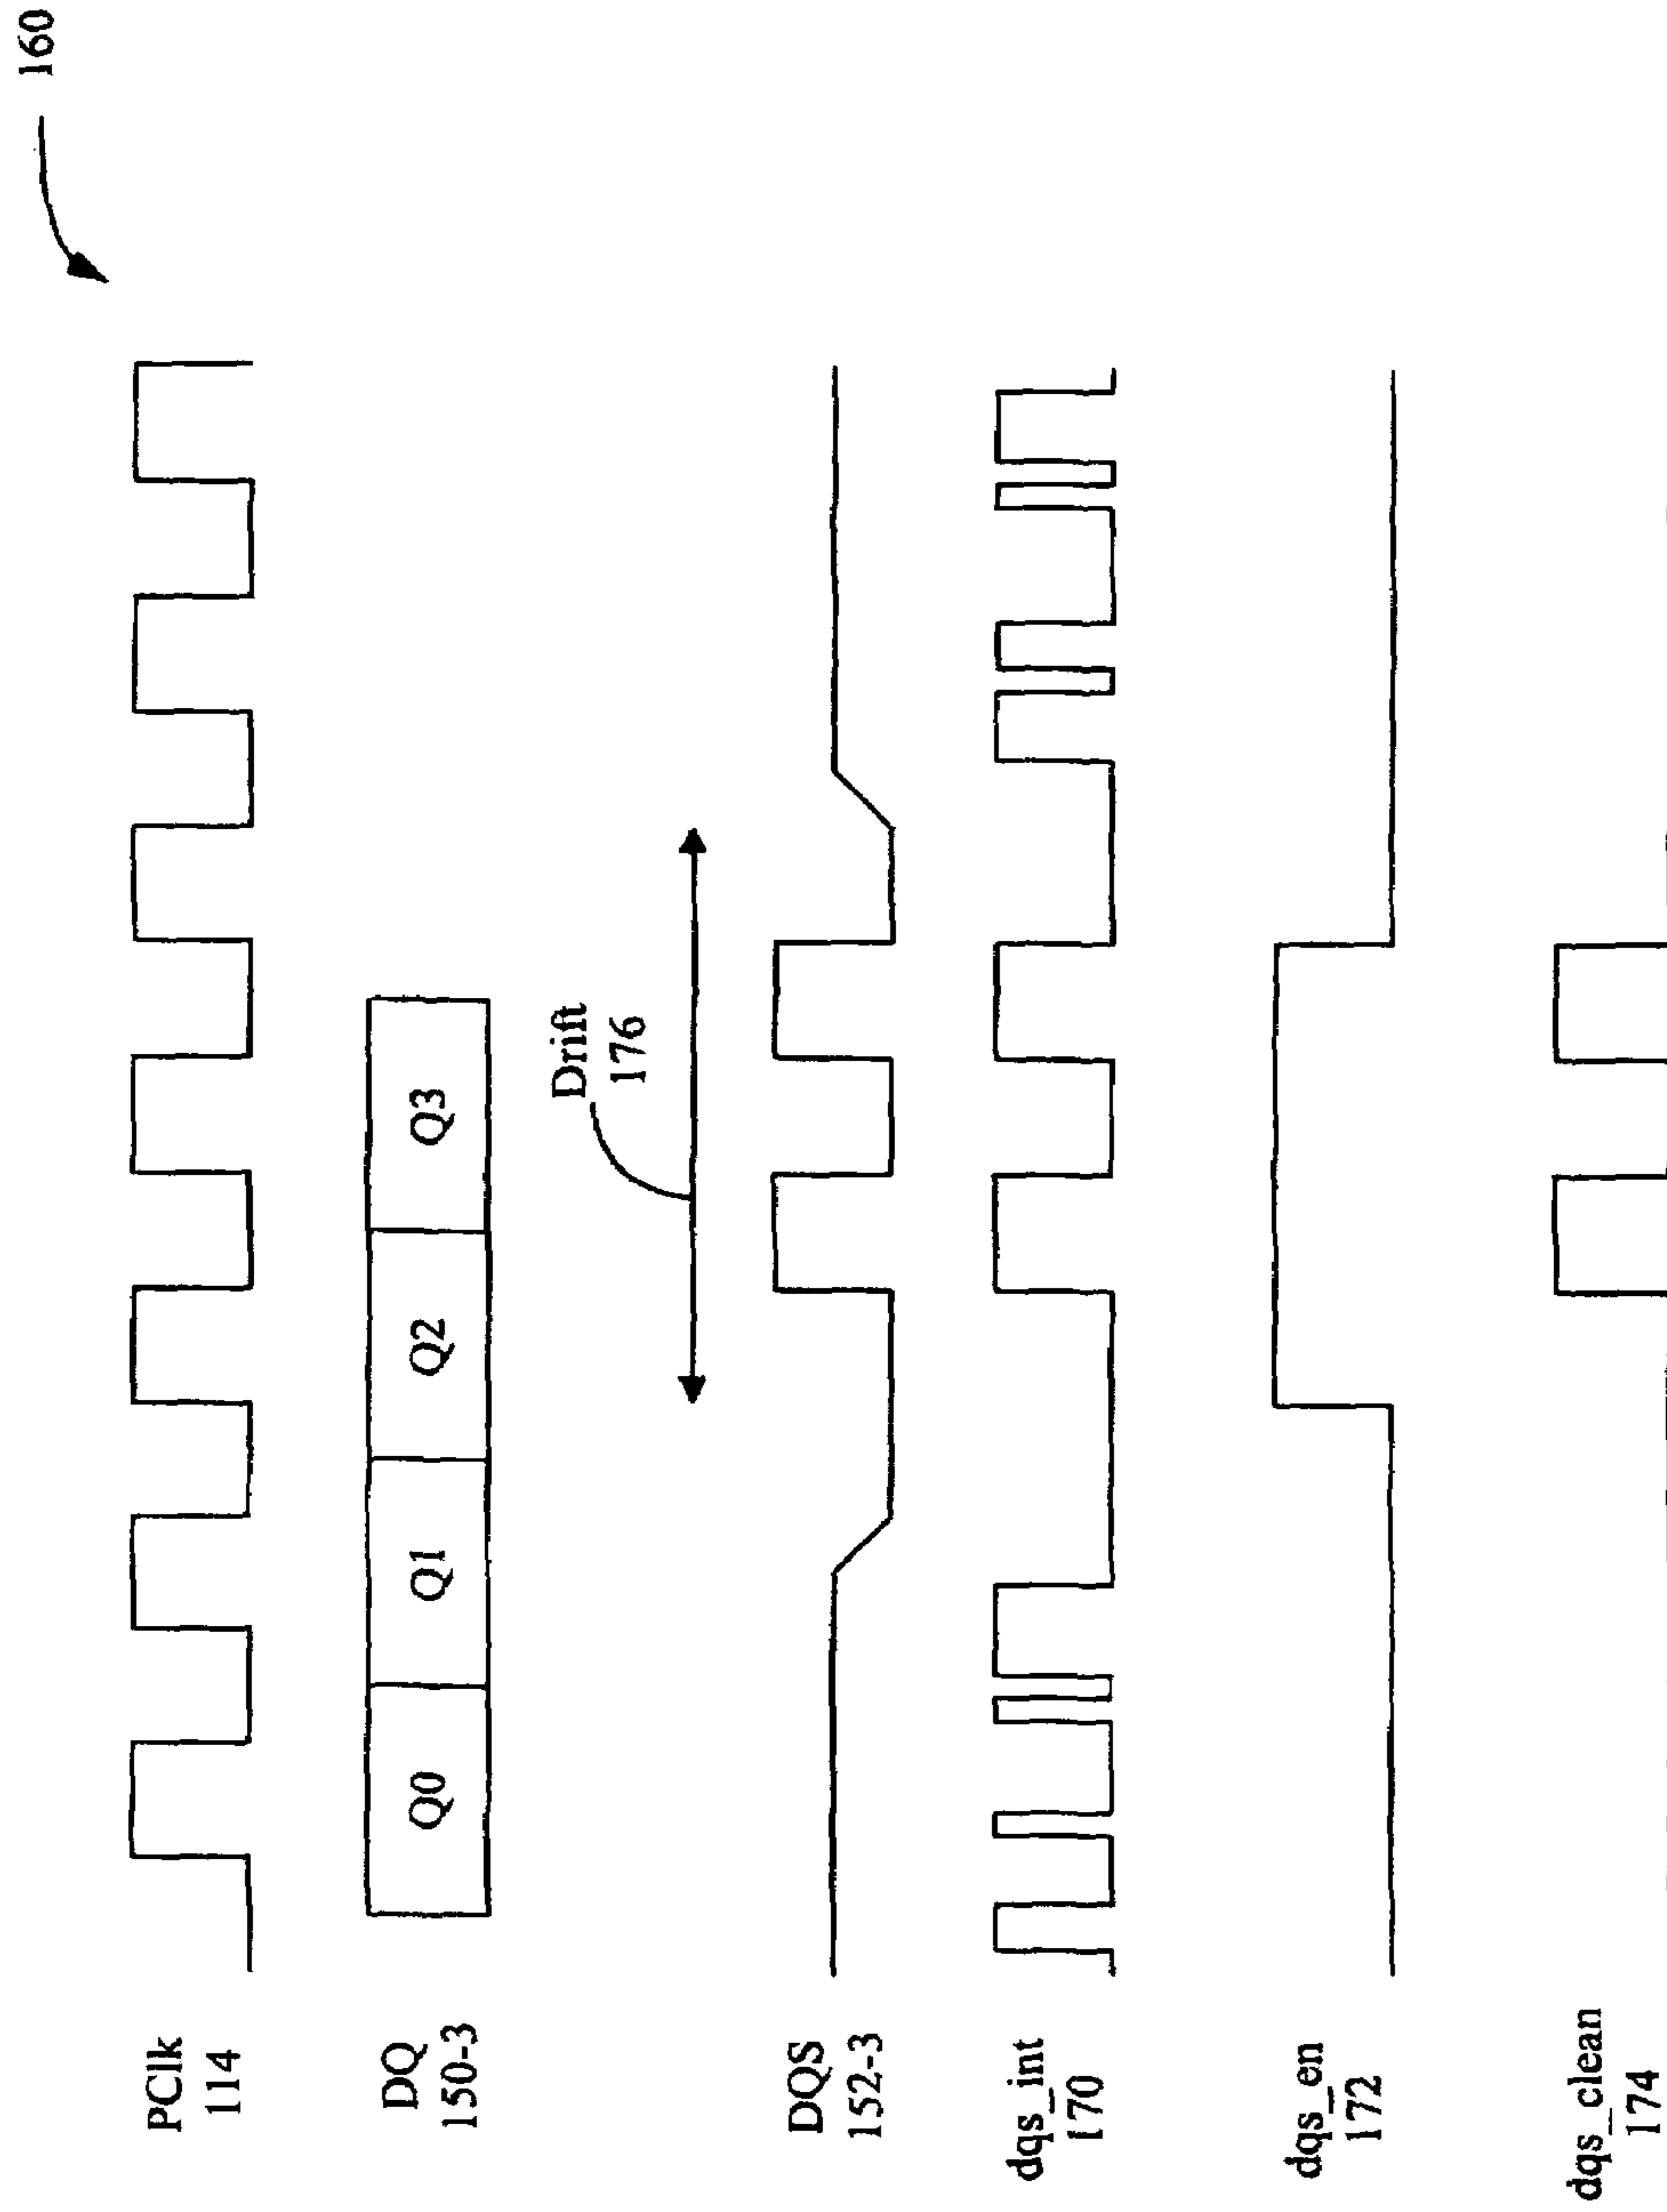 160
PClk
114
DQ
150-3
Q0
Q1
Q2
Q3
Drift
176
DQS
152-3
dqs_int
170
dqs_en
172
dqs_clean
174